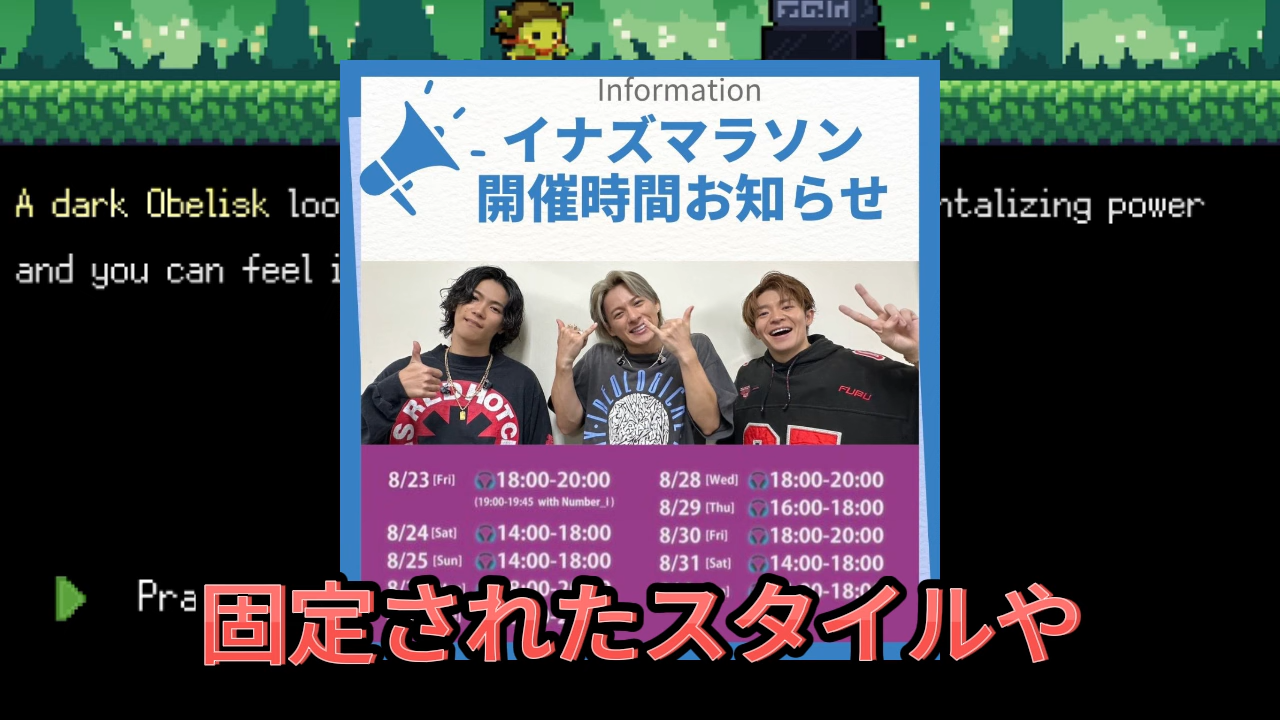 Information
イナズマラソン
開催時間お知らせ
A dark Obelisk loo
ntalizing power
and you can feel i
FUBU
8/23 [Fri] 18:00-20:00
(19:00-19:45 with Number_i)
8/24 [Sat] 14:00-18:00
8/25 [Sun] 14:00-18:00
8/28 [Wed] 18:00-20:00
8/29 [Thu] 16:00-18:00
8/30 [Fri] 18:00-20:00
8/31 [Sat] 14:00-18:00
Pra
固定されたスタイルや